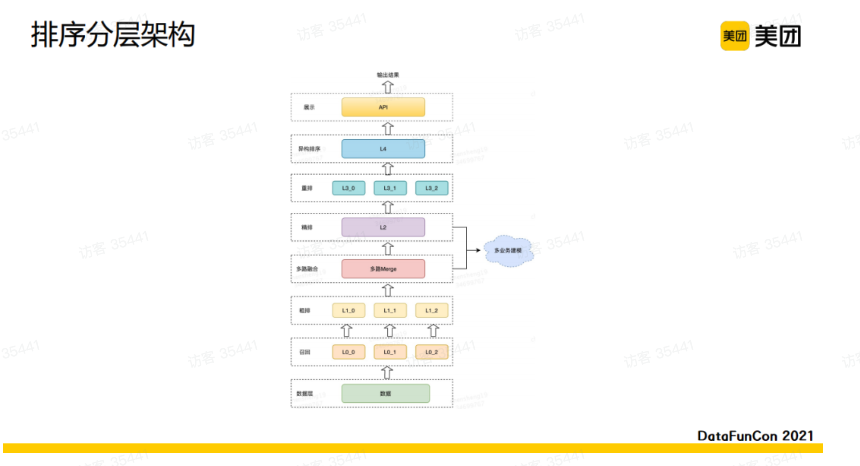 排序分层架构
美团 美团
输出结果
展示 API
异构排序 L4
重排 L3_0 L3_1 L3_2
精排 L2
多业务建模
多路融合 多路Merge
粗排 L1_0 L1_1 L1_2
召回 L0_0 L0_1 L0_2
数据层 数据
DataFunCon 2021
访客 35441